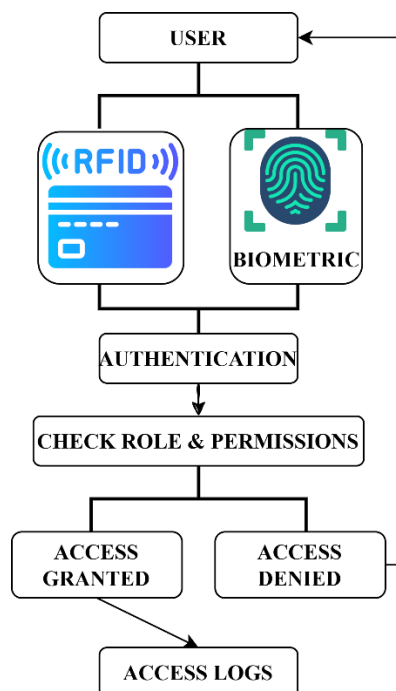 USER
RFID
BIOMETRIC
AUTHENTICATION
CHECK ROLE & PERMISSIONS
ACCESS
GRANTED
ACCESS
DENIED
ACCESS LOGS